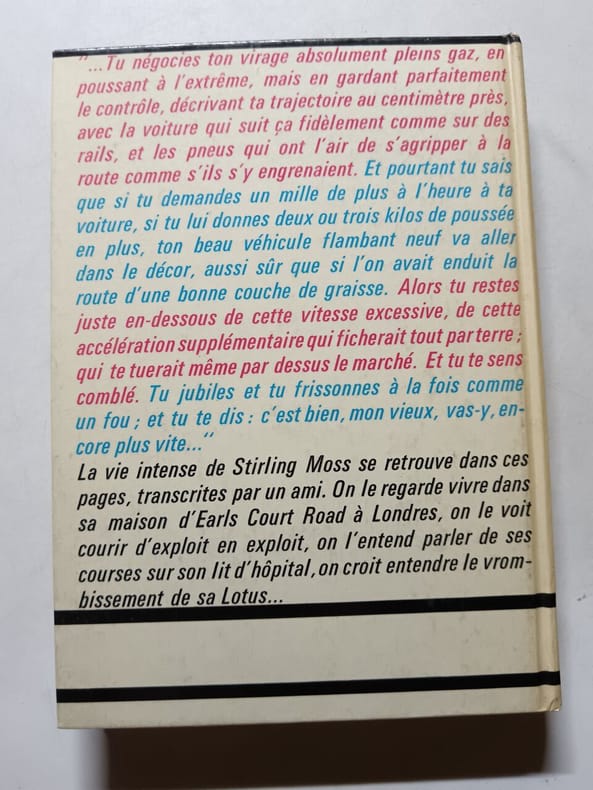 "...Tu négocies ton virage absolument pleins gaz, en
poussant à l'extrême, mais en gardant parfaitement
le contrôle, décrivant ta trajectoire au centimètre près,
avec la voiture qui suit ça fidèlement comme sur des
rails, et les pneus qui ont l'air de s'agripper à la
route comme s'ils s'y engrenaient. Et pourtant tu sais
que si tu demandes un mille de plus à l'heure à ta
voiture, si tu lui donnes deux ou trois kilos de poussée
en plus, ton beau véhicule flambant neuf va aller
dans le décor, aussi sûr que si l'on avait enduit la
route d'une bonne couche de graisse. Alors tu restes
juste en-dessous de cette vitesse excessive, de cette
accélération supplémentaire qui ficherait tout par terre ;
qui te tuerait même par dessus le marché. Et tu te sens
comblé. Tu jubiles et tu frissonnes à la fois comme
un fou ; et tu te dis : c'est bien, mon vieux, vas-y, en-
core plus vite..."
La vie intense de Stirling Moss se retrouve dans ces
pages, transcrites par un ami. On le regarde vivre dans
sa maison d'Earls Court Road à Londres, on le voit
courir d'exploit en exploit, on l'entend parler de ses
courses sur son lit d'hôpital, on croit entendre le vrom-
bissement de sa Lotus...